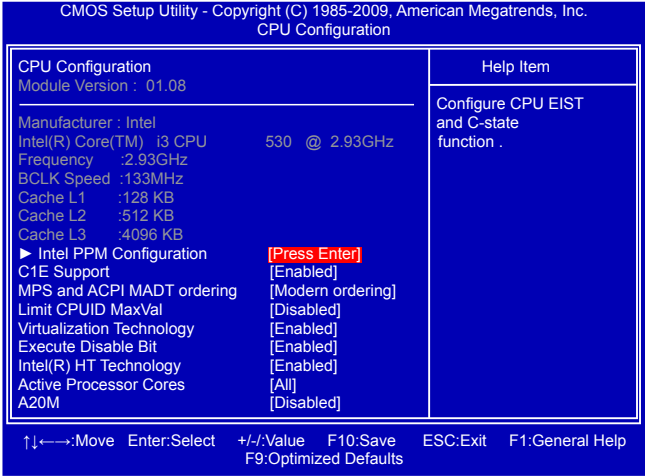 CMOS Setup Utility - Copyright (C) 1985-2009, American Megatrends, Inc.
CPU Configuration
CPU Configuration
Module Version : 01.08
Manufacturer : Intel
Intel(R) Core(TM) i3 CPU 530 @ 2.93GHz
Frequency :2.93GHz
BCLK Speed :133MHz
Cache L1 :128 KB
Cache L2 :512 KB
Cache L3 :4096 KB
► Intel PPM Configuration [Press Enter]
C1E Support [Enabled]
MPS and ACPI MADT ordering [Modern ordering]
Limit CPUID MaxVal [Disabled]
Virtualization Technology [Enabled]
Execute Disable Bit [Enabled]
Intel(R) HT Technology [Enabled]
Active Processor Cores [All]
A20M [Disabled]
Help Item
Configure CPU EIST
and C-state
function .
↑↓←→:Move Enter:Select +/-/:Value F10:Save ESC:Exit F1:General Help
F9:Optimized Defaults